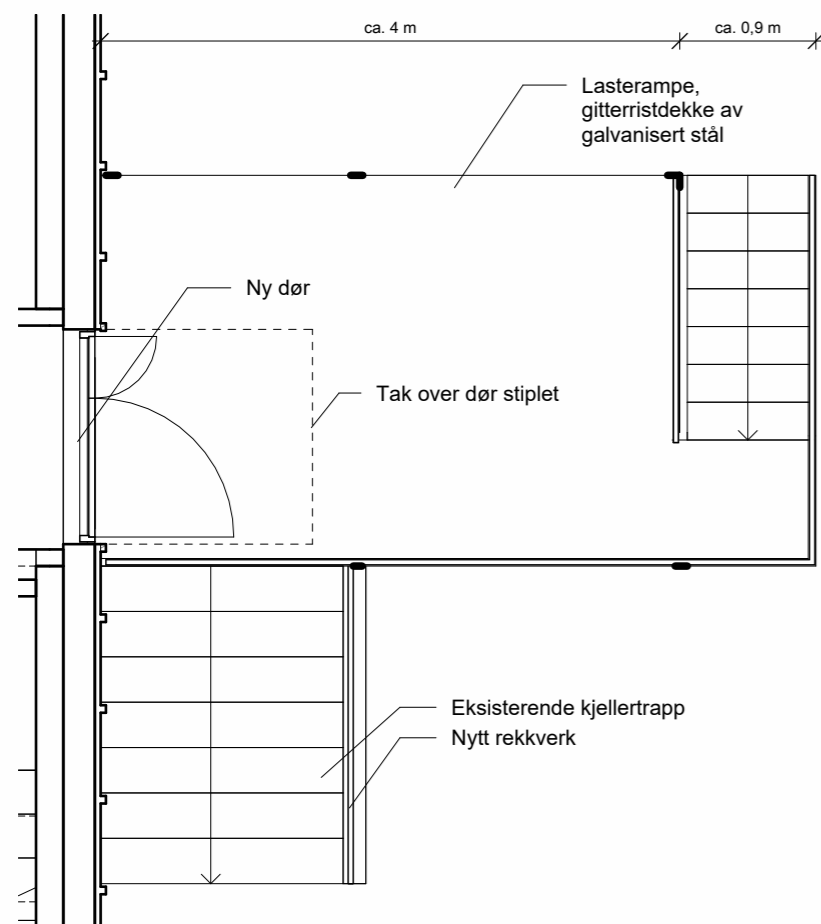 ca. 4 m
ca. 0,9 m
Lasterampe,
gitterristdekke av
galvanisert stål
Ny dør
Tak over dør stiplet
Eksisterende kjellertrapp
Nytt rekkverk